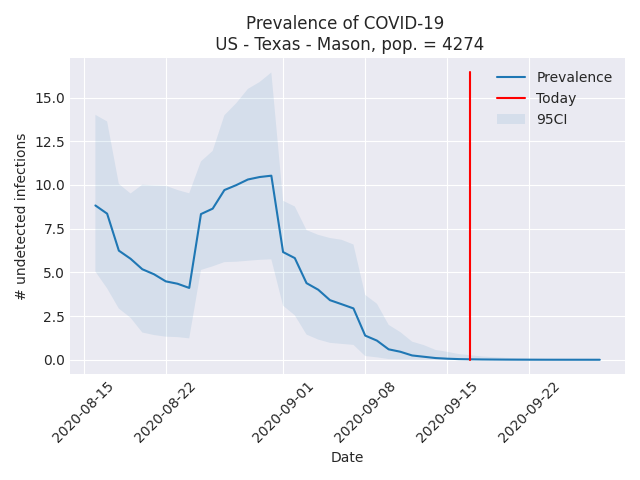 Prevalence of COVID-19
US - Texas - Mason, pop. = 4274
Prevalence
Today
95CI
# undetected infections
15.0
12.5
10.0
7.5
5.0
2.5
0.0
2020-08-15
2020-08-22
2020-09-01
2020-09-08
2020-09-15
2020-09-22
Date